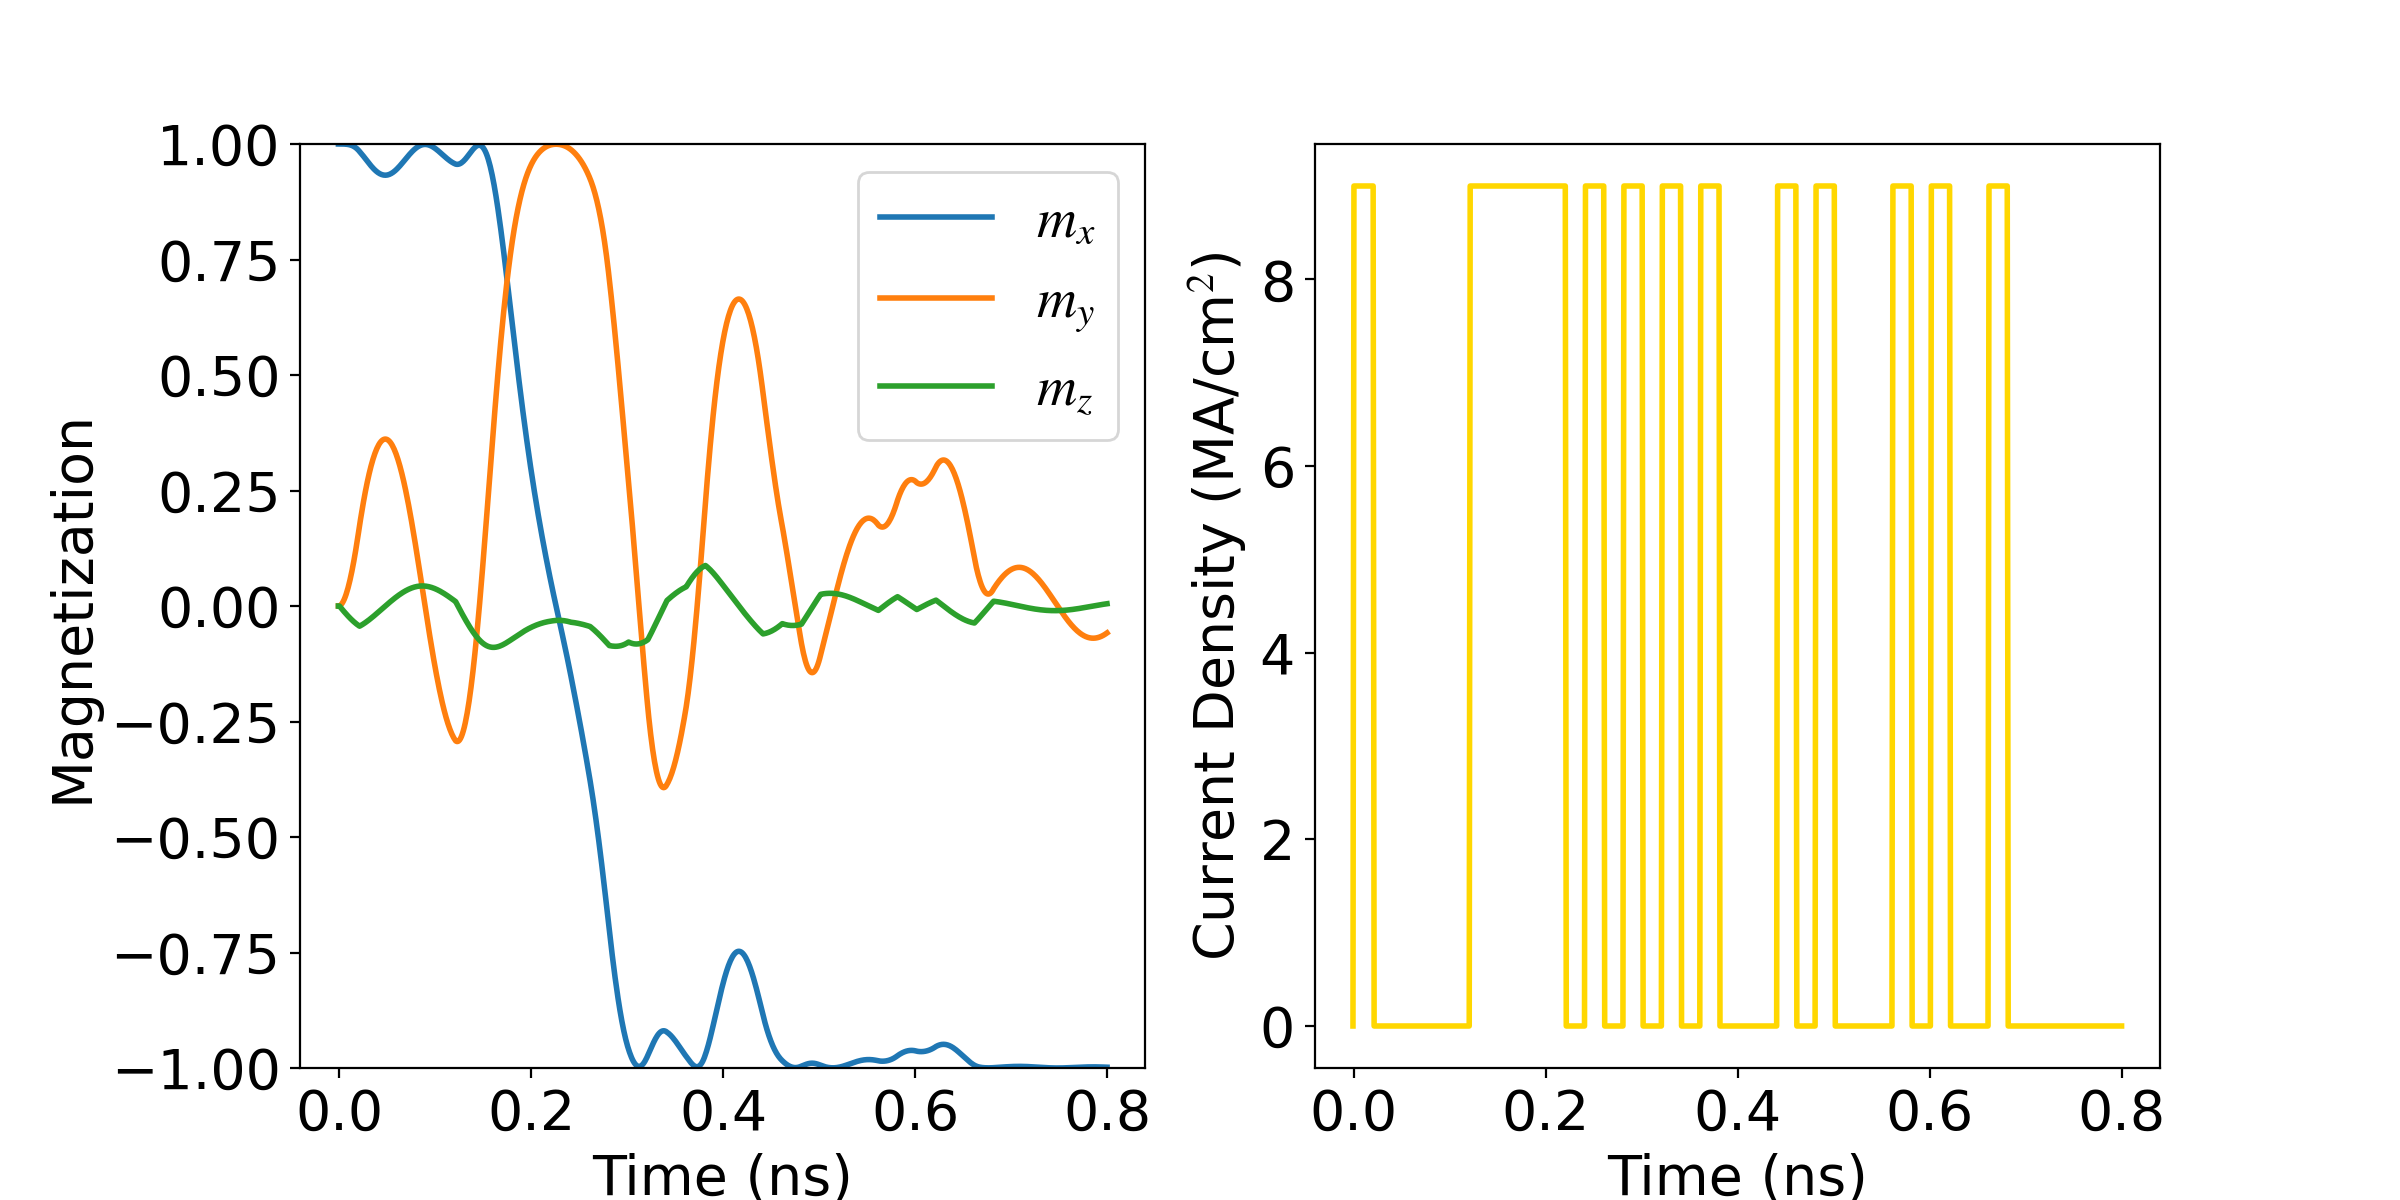 Magnetization
1.00
0.75
0.50
0.25
0.00
−0.25
−0.50
−0.75
−1.00
0.0 0.2 0.4 0.6 0.8
Time (ns)
mₓ
m_y
m_z
Current Density (MA/cm²)
8
6
4
2
0
0.0 0.2 0.4 0.6 0.8
Time (ns)